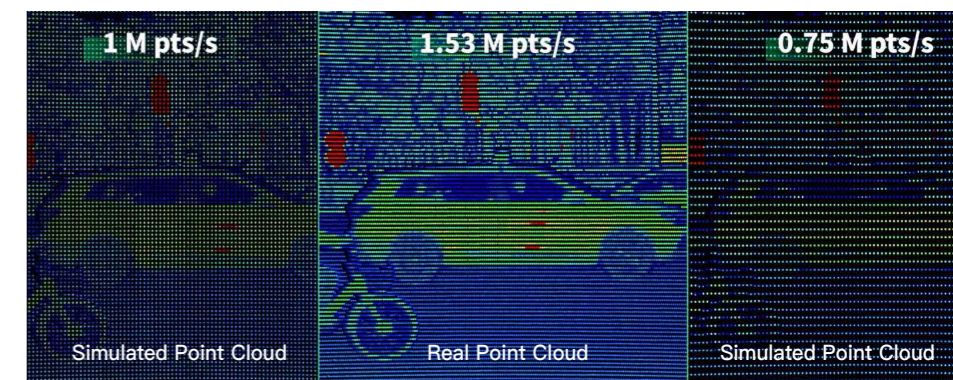 1 M pts/s
1.53 M pts/s
0.75 M pts/s
Simulated Point Cloud
Real Point Cloud
Simulated Point Cloud